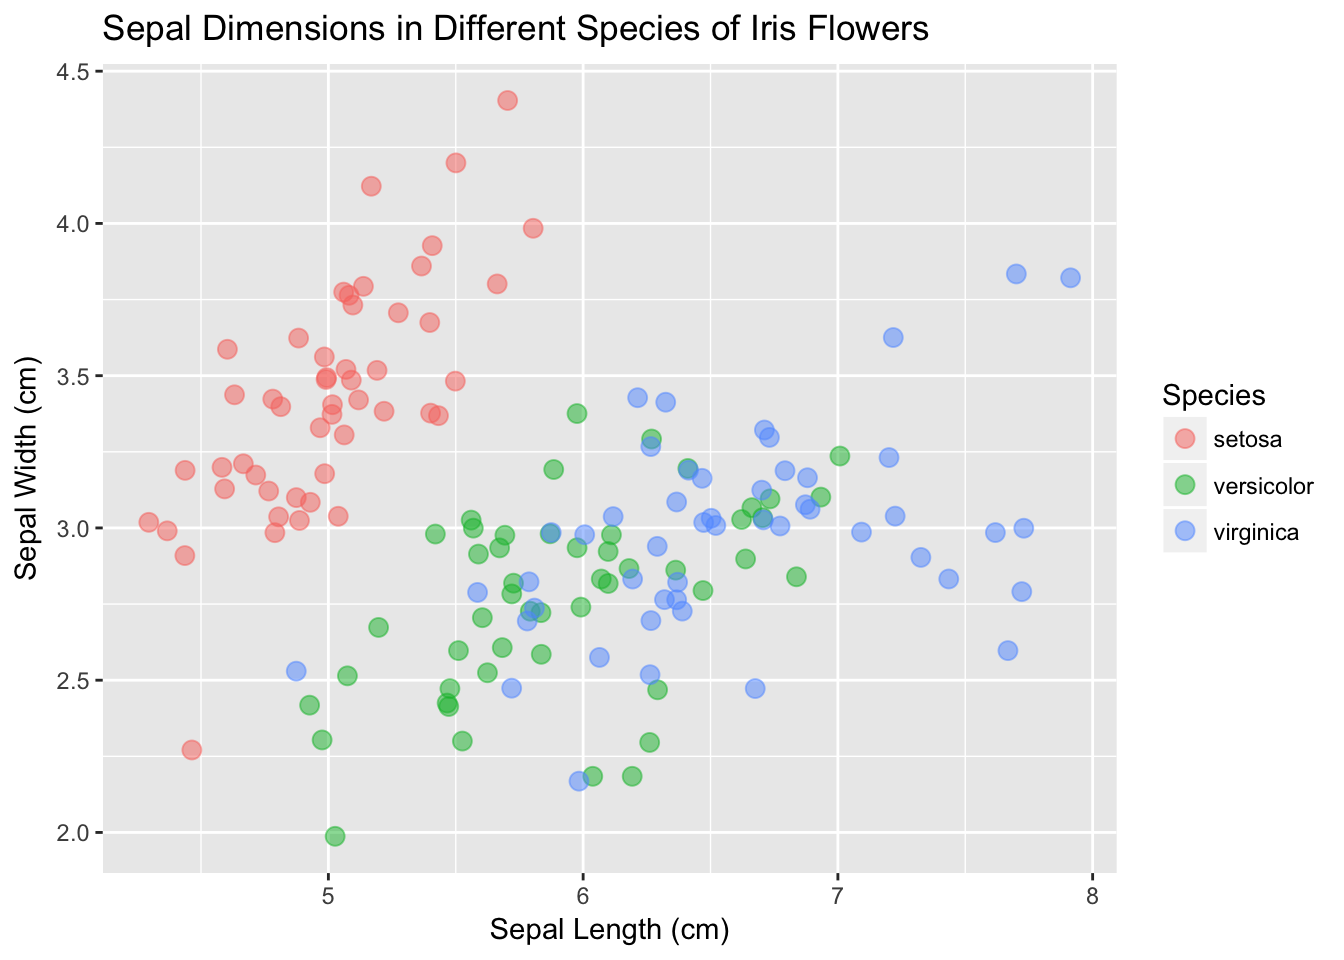 Sepal Dimensions in Different Species of Iris Flowers
4.5
4.0
3.5
3.0
2.5
2.0
Sepal Width (cm)
5 6 7 8
Sepal Length (cm)
Species
setosa
versicolor
virginica